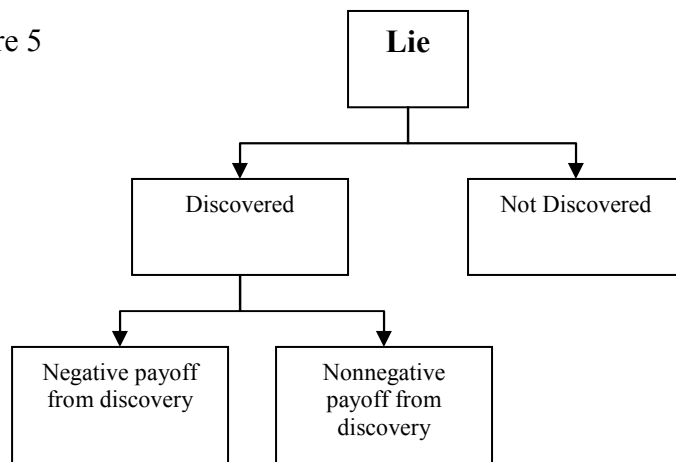 re 5
Lie
Discovered
Not Discovered
Negative payoff
from discovery
Nonnegative
payoff from
discovery